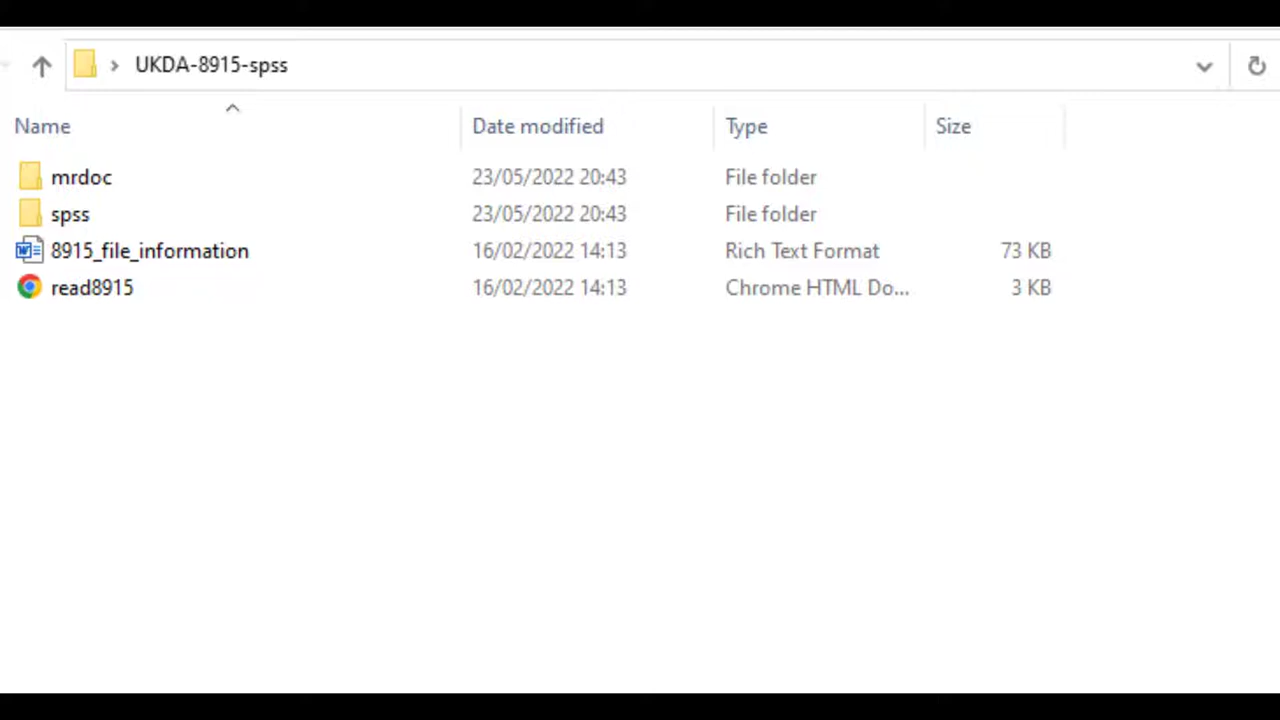 UKDA-8915-spss
Name Date modified Type Size
mrdoc 23/05/2022 20:43 File folder
spss 23/05/2022 20:43 File folder
8915_file_information 16/02/2022 14:13 Rich Text Format 73 KB
read8915 16/02/2022 14:13 Chrome HTML Do... 3 KB